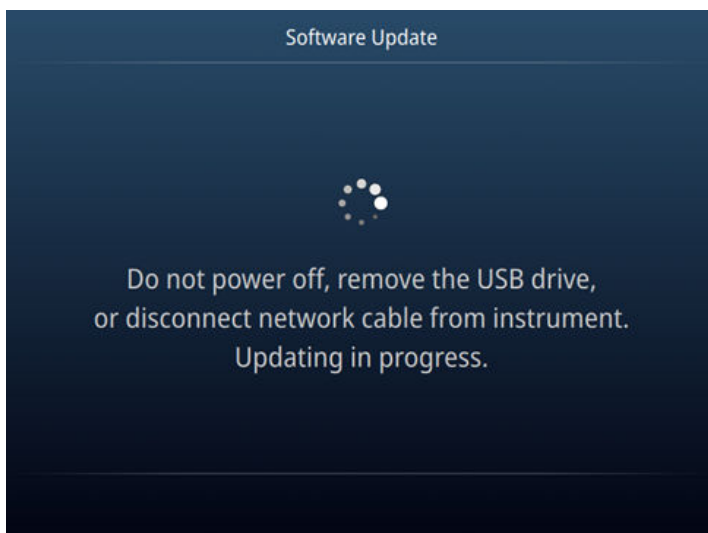 Software Update
Do not power off, remove the USB drive,
or disconnect network cable from instrument.
Updating in progress.